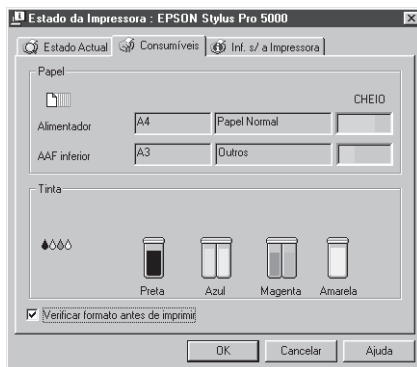 Estado da Impressora : EPSON Stylus Pro 5000
Estado Actual Consumíveis Inf. s/ a Impressora
Papel
CHEIO
Alimentador A4 Papel Normal
AAF inferior A3 Outros
Tinta
Preta Azul Magenta Amarela
Verificar formato antes de imprimir
OK Cancelar Ajuda